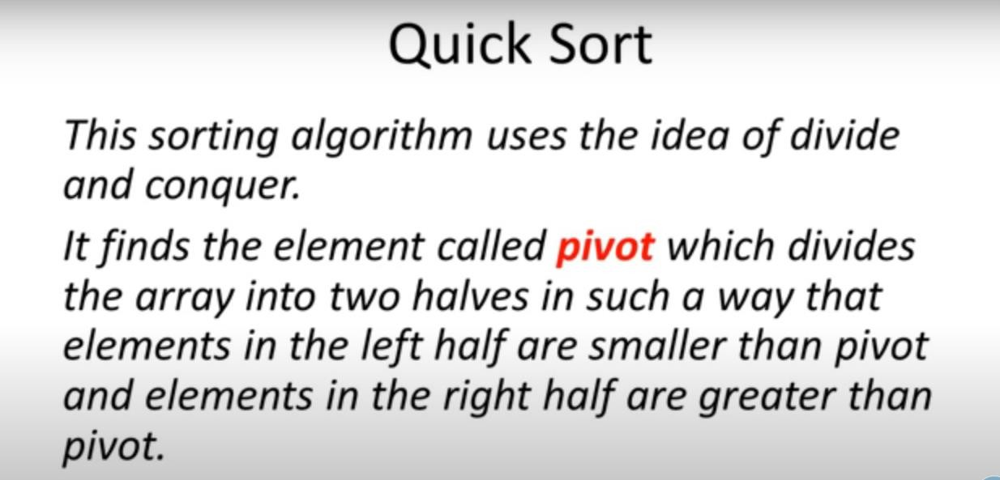 Quick Sort
This sorting algorithm uses the idea of divide
and conquer.
It finds the element called pivot which divides
the array into two halves in such a way that
elements in the left half are smaller than pivot
and elements in the right half are greater than
pivot.